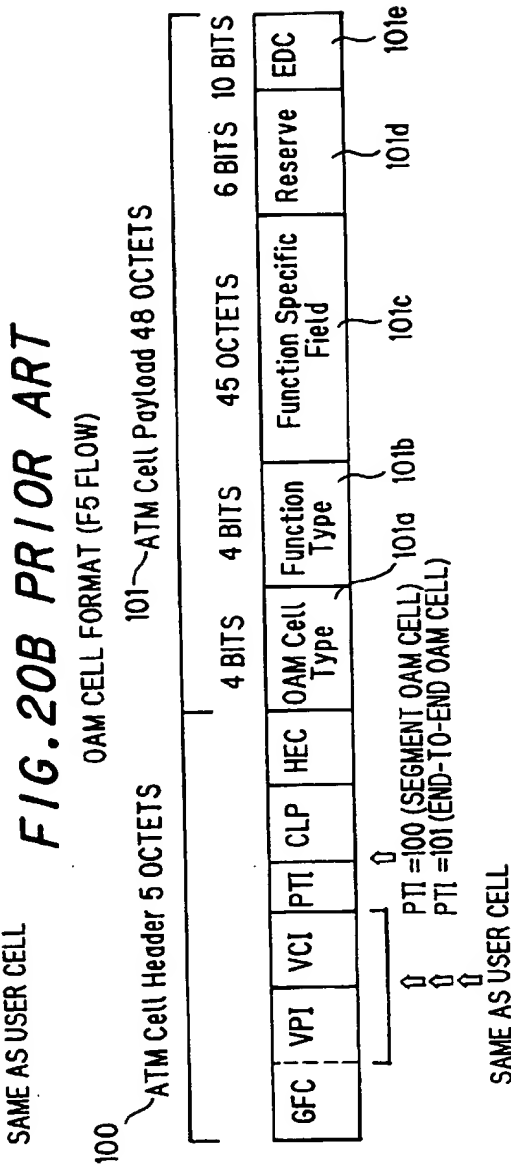 SAME AS USER CELL
FIG.20B PRIOR ART
OAM CELL FORMAT (F5 FLOW)
100
ATM Cell Header 5 OCTETS
101
ATM Cell Payload 48 OCTETS
4 BITS
4 BITS
45 OCTETS
6 BITS
10 BITS
GFC
VPI
VCI
PTI
CLP
HEC
OAM Cell
Type
Function
Type
Function Specific
Field
Reserve
EDC
101a
101b
101c
101d
101e
PTI =100 (SEGMENT OAM CELL)
PTI =101 (END-TO-END OAM CELL)
SAME AS USER CELL